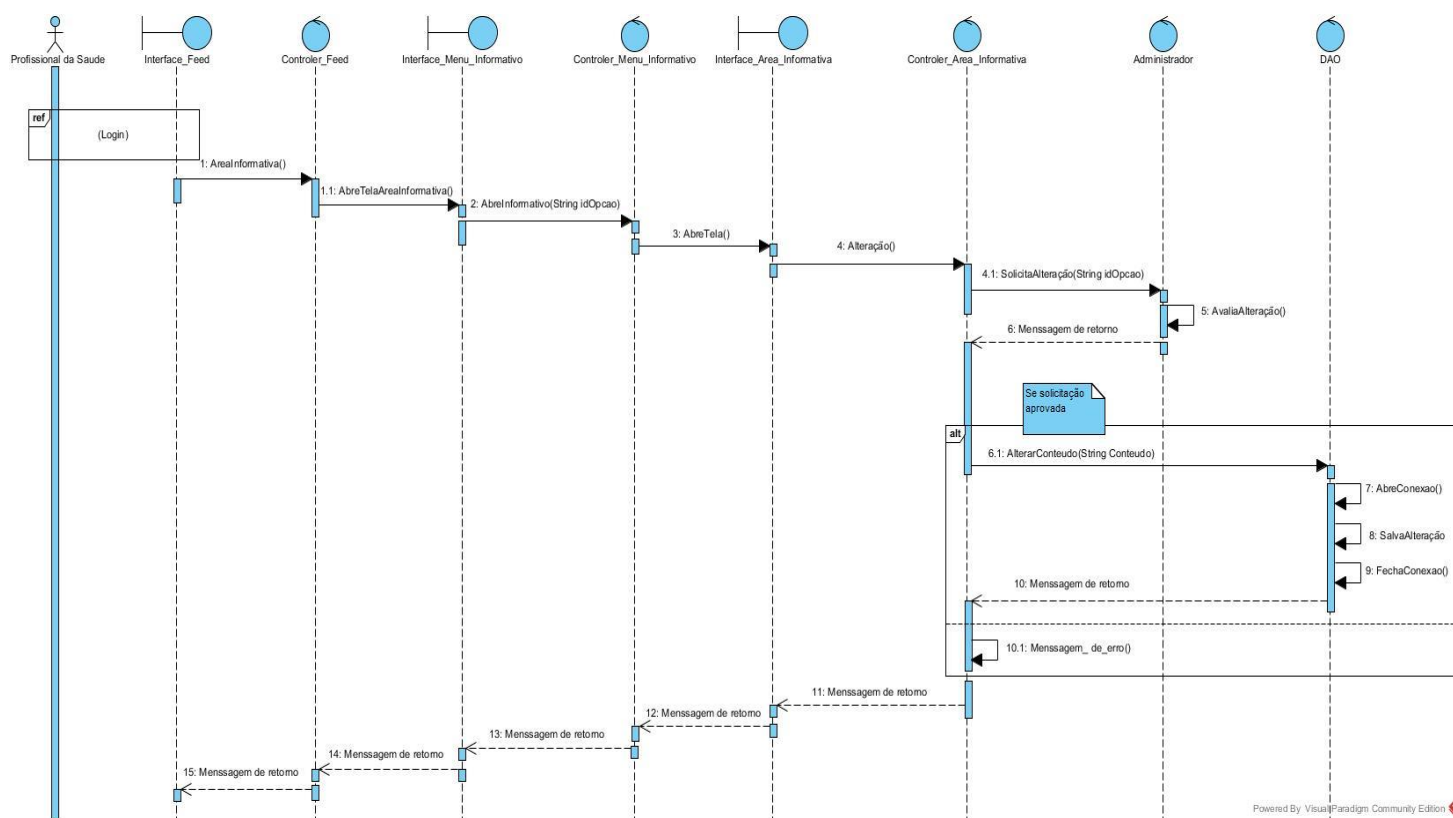 Profissional da Saude
Interface_Feed
Controler_Feed
Interface_Menu_Informativo
Controler_Menu_Informativo
Interface_Area_Informativa
Controler_Area_Informativa
Administrador
DAO
ref
(Login)
1: AreaInformativa()
1.1: AbreTelaAreaInformativa()
2: AbreInformativo(String idOpcao)
3: AbreTela()
4: Alteração()
4.1: SolicitaAlteração(String idOpcao)
5: AvaliaAlteração()
6: Menssagem de retorno
Se solicitação
aprovada
alt
6.1: AlterarConteudo(String Conteudo)
7: AbreConexao()
8: SalvaAlteração
9: FechaConexao()
10: Menssagem de retorno
10.1: Menssagem_ de_erro()
11: Menssagem de retorno
12: Menssagem de retorno
13: Menssagem de retorno
14: Menssagem de retorno
15: Menssagem de retorno
Powered By Visual Paradigm Community Edition